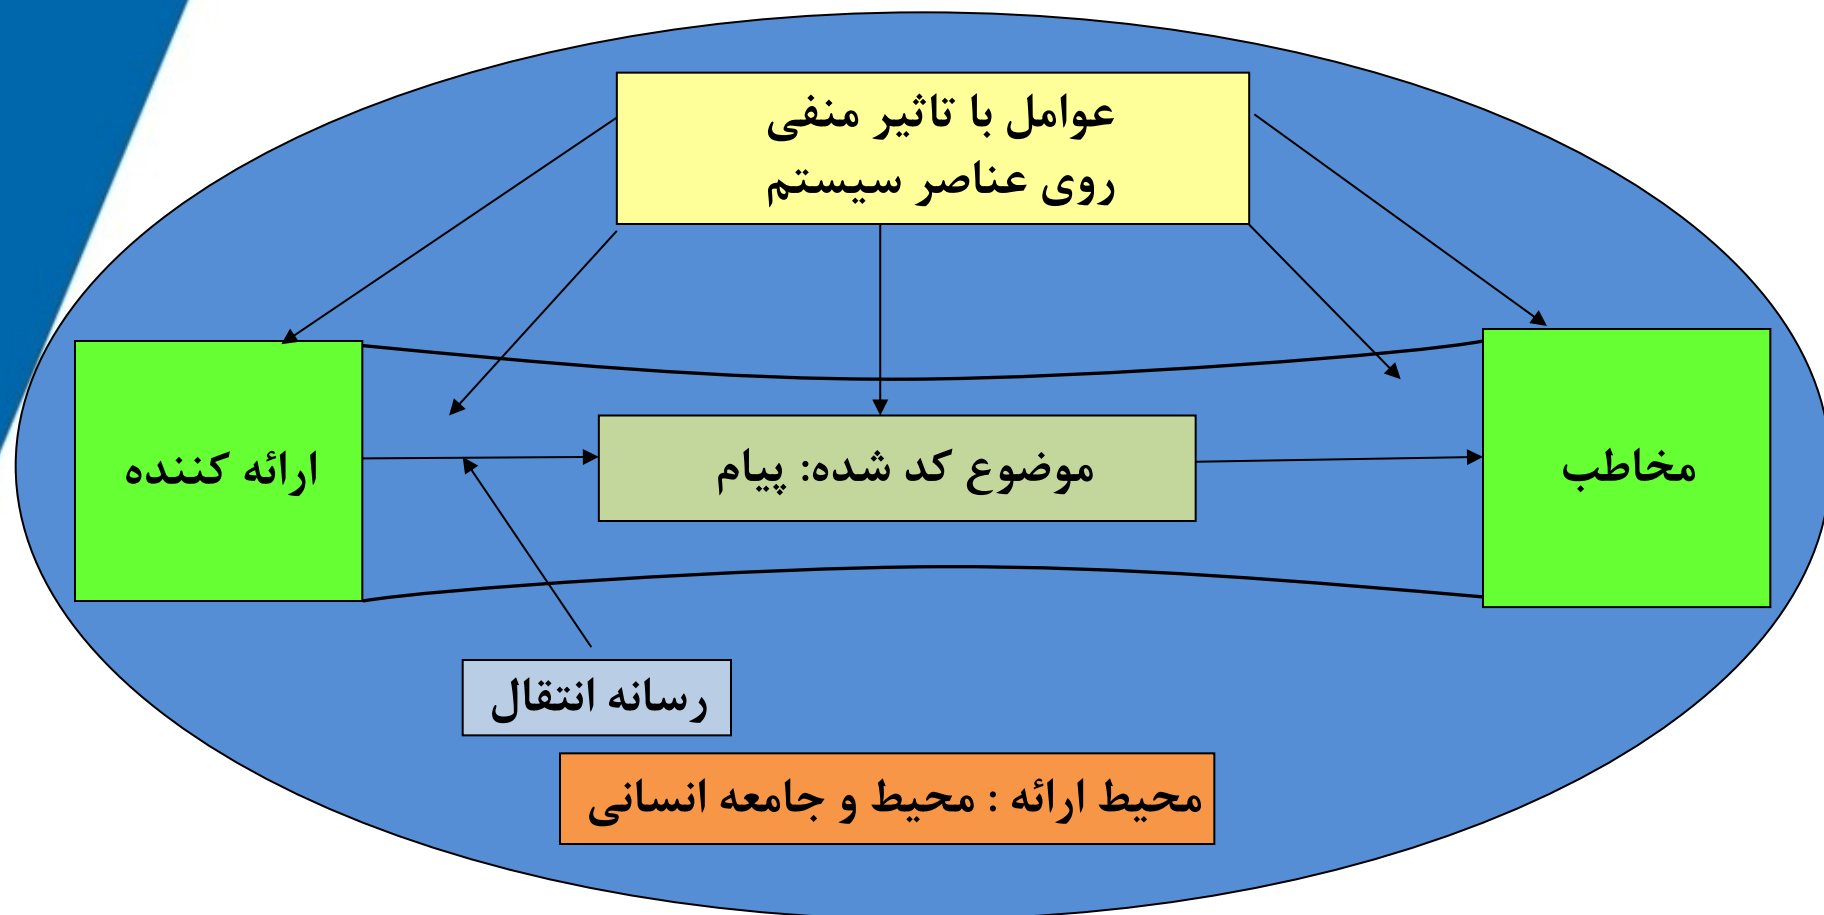 عوامل با تاثیر منفی
روی عناصر سیستم
مخاطب
موضوع کد شده: پیام
ارائه کننده
رسانه انتقال
محیط ارائه : محیط و جامعه انسانی